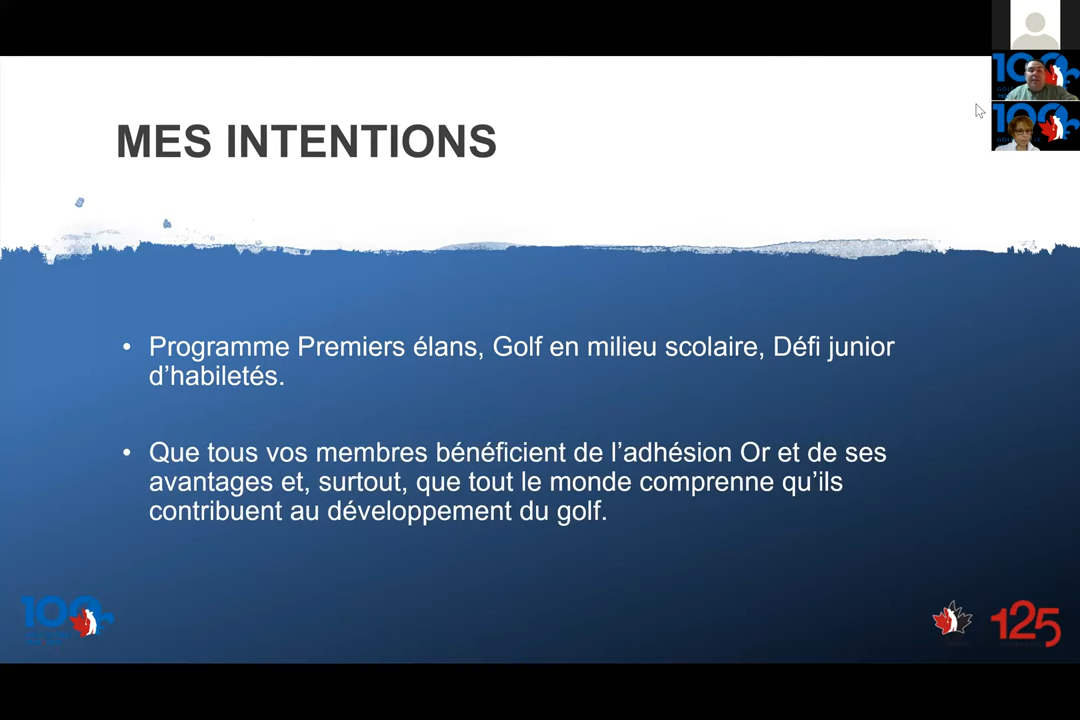 MES INTENTIONS
• Programme Premiers élans, Golf en milieu scolaire, Défi junior
d’habiletés.
• Que tous vos membres bénéficient de l’adhésion Or et de ses
avantages et, surtout, que tout le monde comprenne qu’ils
contribuent au développement du golf.
100
125